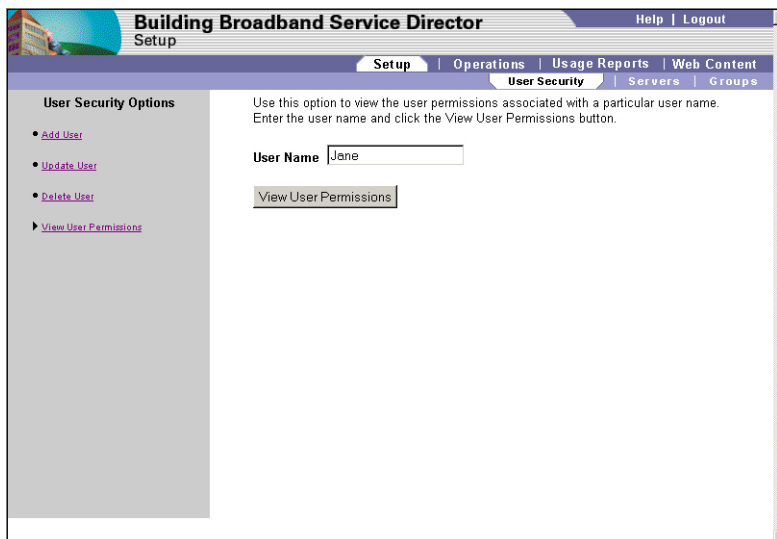 Building Broadband Service Director
Setup
Help | Logout
Setup | Operations | Usage Reports | Web Content
User Security | Servers | Groups
User Security Options
Add User
Update User
Delete User
View User Permissions
Use this option to view the user permissions associated with a particular user name.
Enter the user name and click the View User Permissions button.
User Name Jane
View User Permissions